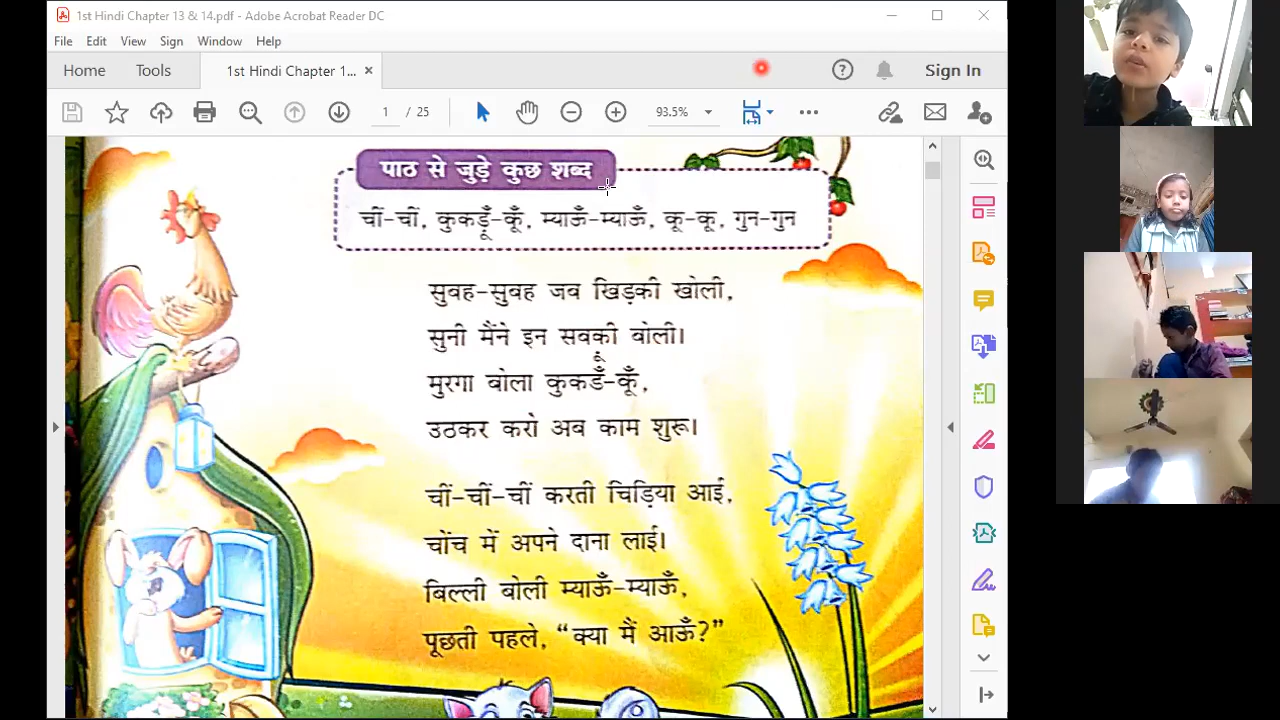 1st Hindi Chapter 13 & 14.pdf - Adobe Acrobat Reader DC
File Edit View Sign Window Help
Home Tools 1st Hindi Chapter 1... × Sign In
1 / 25 93.5%
पाठ से जुड़े कुछ शब्द
चीं-चीं, कुकड़ूँ-कूँ, म्याऊँ-म्याऊँ, कू-कू, गुन-गुन
सुबह-सुबह जब खिड़की खोली,
सुनी मैंने इन सबकी बोली।
मुरगा बोला कुकड़ूँ-कूँ,
उठकर करो अब काम शुरू।
चीं-चीं-चीं करती चिड़िया आई,
चोंच में अपने दाना लाई।
बिल्ली बोली म्याऊँ-म्याऊँ,
पूछती पहले, “क्या मैं आऊँ?”